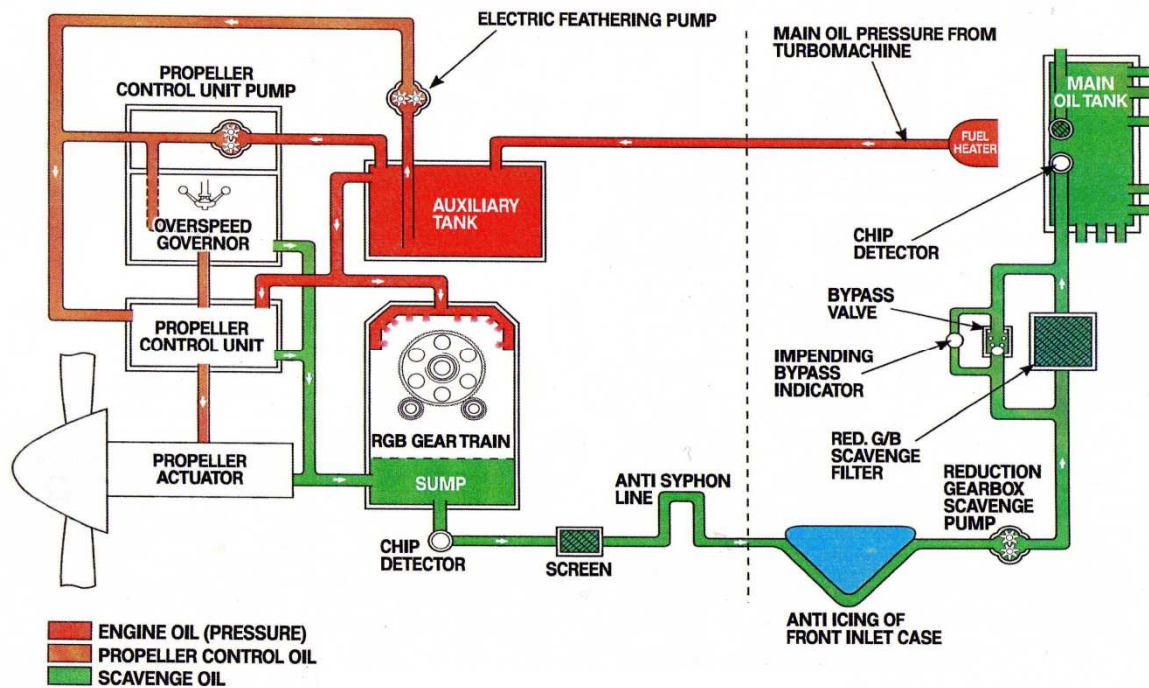 ELECTRIC FEATHERING PUMP
MAIN OIL PRESSURE FROM
TURBOMACHINE
PROPELLER
CONTROL UNIT PUMP
MAIN
OIL TANK
FUEL
HEATER
AUXILIARY
TANK
OVERSPEED
GOVERNOR
CHIP
DETECTOR
BYPASS
VALVE
PROPELLER
CONTROL UNIT
IMPENDING
BYPASS
INDICATOR
RGB GEAR TRAIN
RED. G/B
SCAVENGE
FILTER
PROPELLER
ACTUATOR
SUMP
ANTI SYPHON
LINE
REDUCTION
GEARBOX
SCAVENGE
PUMP
CHIP
DETECTOR
SCREEN
ANTI ICING OF
FRONT INLET CASE
ENGINE OIL (PRESSURE)
PROPELLER CONTROL OIL
SCAVENGE OIL